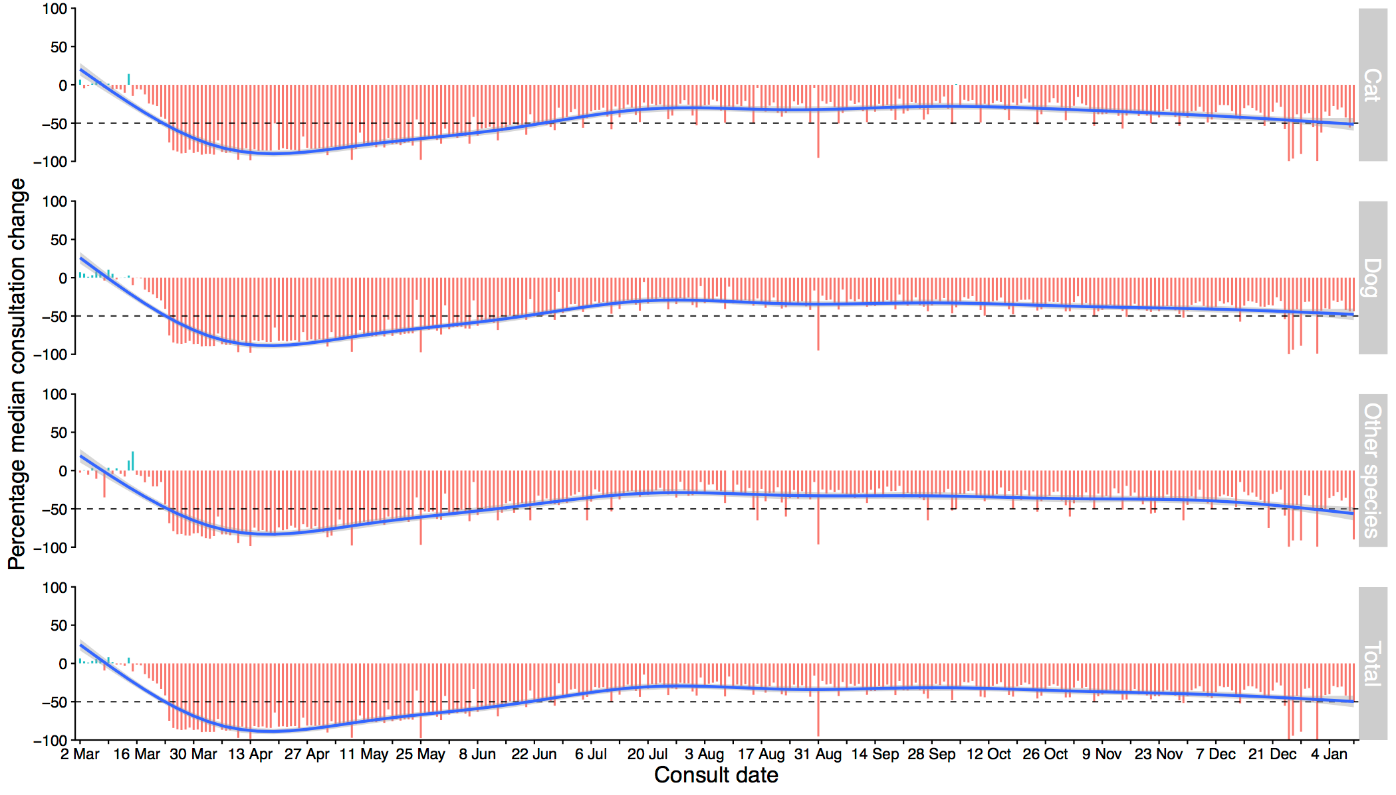 Percentage median consultation change
100
50
0
−50
−100
Cat
100
50
0
−50
−100
Dog
100
50
0
−50
−100
Other species
100
50
0
−50
−100
Total
2 Mar 16 Mar 30 Mar 13 Apr 27 Apr 11 May 25 May 8 Jun 22 Jun 6 Jul 20 Jul 3 Aug 17 Aug 31 Aug 14 Sep 28 Sep 12 Oct 26 Oct 9 Nov 23 Nov 7 Dec 21 Dec 4 Jan
Consult date